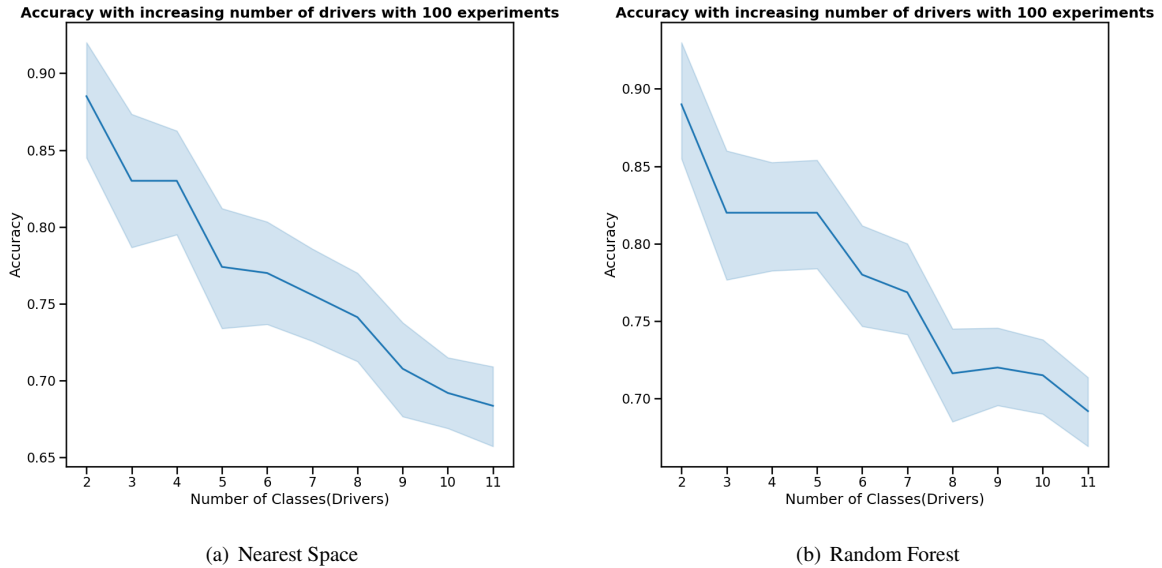 Accuracy with increasing number of drivers with 100 experiments
0.90
0.85
0.80
0.75
0.70
0.65
Accuracy
2 3 4 5 6 7 8 9 10 11
Number of Classes(Drivers)
(a) Nearest Space
Accuracy with increasing number of drivers with 100 experiments
0.90
0.85
0.80
0.75
0.70
Accuracy
2 3 4 5 6 7 8 9 10 11
Number of Classes(Drivers)
(b) Random Forest